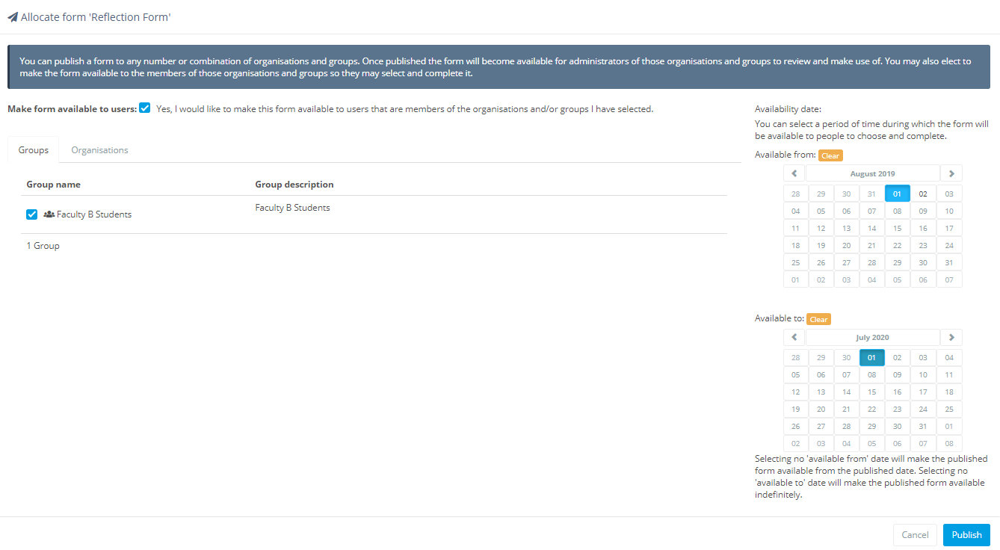 Allocate form 'Reflection Form'
You can publish a form to any number or combination of organisations and groups. Once published the form will become available for administrators of those organisations and groups to review and make use of. You may also elect to
make the form available to the members of those organisations and groups so they may select and complete it.
Make form available to users: Yes, I would like to make this form available to users that are members of the organisations and/or groups I have selected.
Groups Organisations
Group name Group description
Faculty B Students Faculty B Students
1 Group
Availability date:
You can select a period of time during which the form will
be available to people to choose and complete.
Available from: Clear
August 2019
28 29 30 31 01 02 03
04 05 06 07 08 09 10
11 12 13 14 15 16 17
18 19 20 21 22 23 24
25 26 27 28 29 30 31
01 02 03 04 05 06 07
Available to: Clear
July 2020
28 29 30 01 02 03 04
05 06 07 08 09 10 11
12 13 14 15 16 17 18
19 20 21 22 23 24 25
26 27 28 29 30 31 01
02 03 04 05 06 07 08
Selecting no 'available from' date will make the published
form available from the published date. Selecting no
'available to' date will make the published form available
indefinitely.
Cancel Publish